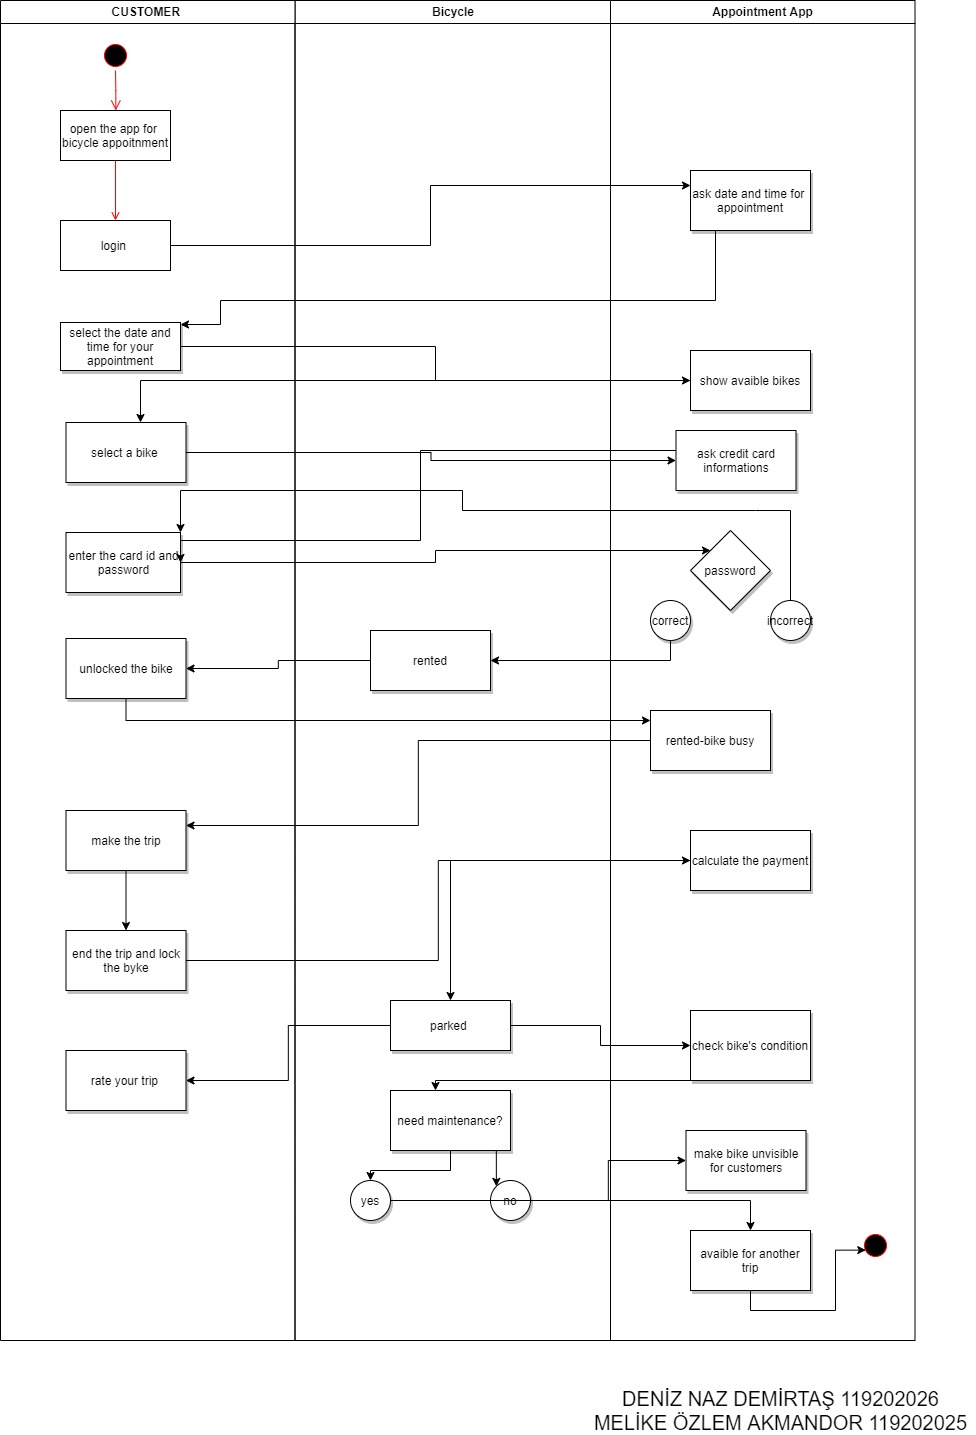 CUSTOMER
Bicycle
Appointment App
open the app for
bicycle appoitnment
login
ask date and time for
appointment
select the date and
time for your
appointment
show avaible bikes
select a bike
ask credit card
informations
enter the card id and
password
password
correct
incorrect
unlocked the bike
rented
rented-bike busy
make the trip
calculate the payment
end the trip and lock
the byke
parked
check bike's condition
rate your trip
need maintenance?
make bike unvisible
for customers
yes
no
avaible for another
trip
DENİZ NAZ DEMİRTAŞ 119202026
MELİKE ÖZLEM AKMANDOR 119202025